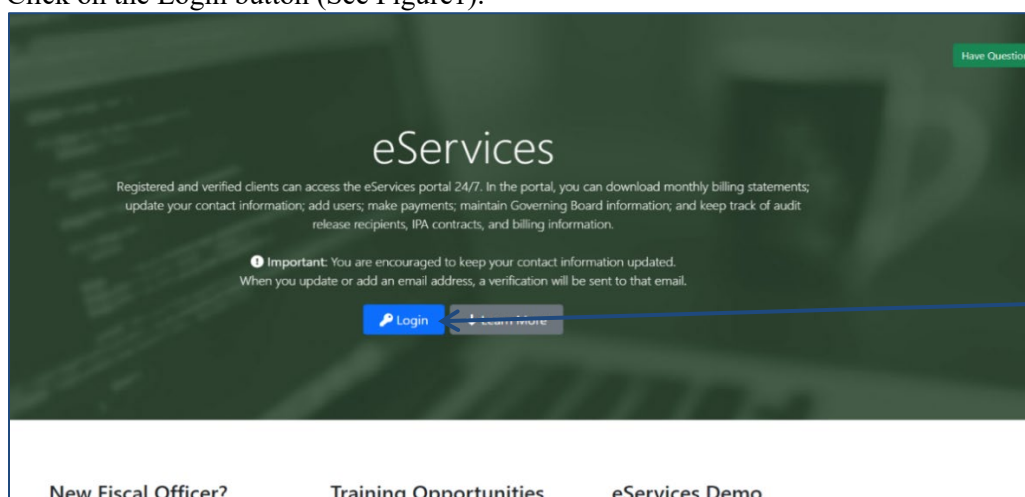 Click on the Login button (See Figure1).
Have Question
eServices
Registered and verified clients can access the eServices portal 24/7. In the portal, you can download monthly billing statements;
update your contact information; add users; make payments; maintain Governing Board information; and keep track of audit
release recipients, IPA contracts, and billing information.
Important: You are encouraged to keep your contact information updated.
When you update or add an email address, a verification will be sent to that email.
Login Learn More
New Fiscal Officer? Training Opportunities eServices Demo